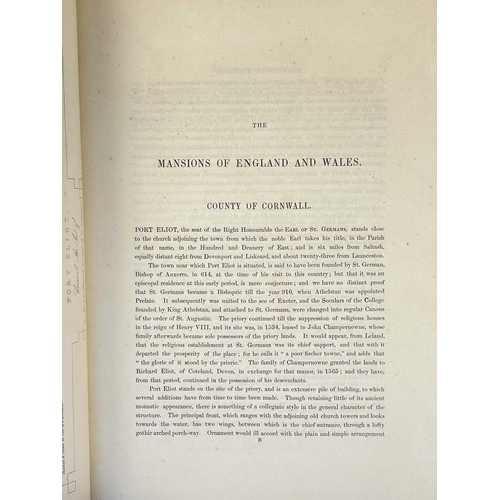 THE
MANSIONS OF ENGLAND AND WALES.
COUNTY OF CORNWALL.
PORT ELIOT, the seat of the Right Honourable the EARL OF ST. GERMANS, stands close
to the church adjoining the town from which the noble Earl takes his title, in the Parish
of that name, in the Hundred and Deanery of East; and is six miles from Saltash,
equally distant eight from Devonport and Liskeard, and about twenty-three from Launceston.
The town near which Port Eliot is situated, is said to have been founded by St. German,
Bishop of Auxerre, in 614, at the time of his visit to this country; but that it was an
episcopal residence at this early period, is mere conjecture; and we have no distinct proof
that St. Germans became a Bishopric till the year 910, when Athelstan was appointed
Prelate. It subsequently was united to the see of Exeter, and the Seculars of the College
founded by King Athelstan, and attached to St. Germans, were changed into regular Canons
of the order of St. Augustin. The priory continued till the suppression of religious houses
in the reign of Henry VIII, and its site was, in 1534, leased to John Champernowne, whose
family afterwards became sole possessors of the priory lands. It would appear, from Leland,
that the religious establishment at St. Germans was its chief support, and that with it
departed the prosperity of the place; for he calls it "a poor fischer towne," and adds that
"the glorie of it stood by the priorie." The family of Champernowne granted the lands to
Richard Eliot, of Coteland, Devon, in exchange for that manor, in 1565; and they have,
from that period, continued in the possession of his descendants.
Port Eliot stands on the site of the priory, and is an extensive pile of building, to which
several additions have from time to time been made. Though retaining little of its ancient
monastic appearance, there is something of a collegiate style in the general character of the
structure. The principal front, which ranges with the adjoining old church towers and looks
towards the water, has two wings, between which is the chief entrance, through a lofty
gothic arched porch-way. Ornament would ill accord with the plain and simple arrangement
B
PORT ELIOT